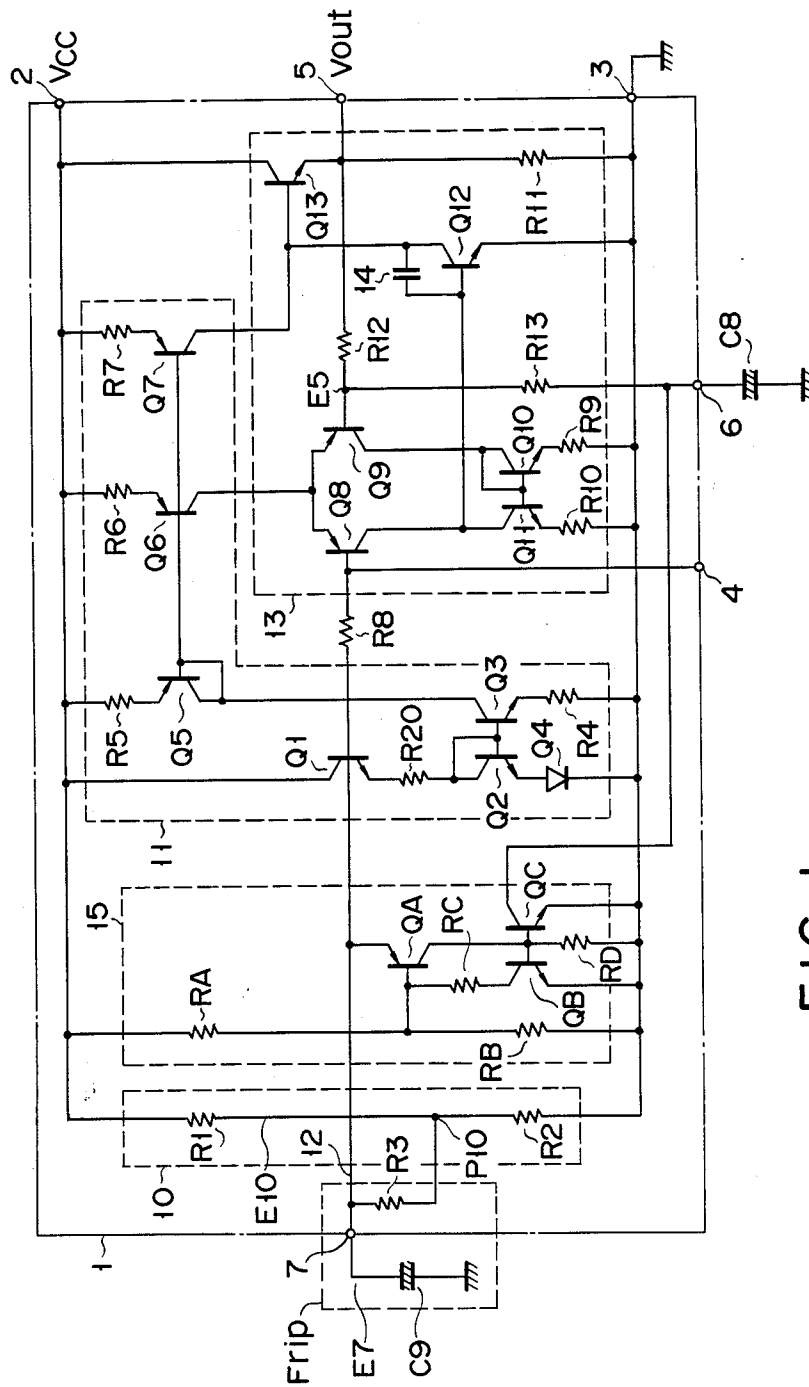 2 Vcc
5 Vout
3
R7
Q7
Q13
R11
14
Q12
R12
R13
E5
C8
6
R6
Q6
Q8
Q9
Q10
Q11
R9
R10
13
4
R8
R5
Q5
Q1
R20
Q3
Q2
Q4
R4
11
15
RA
QA
RC
QC
QB
RB
RD
R1
10
E10
12
R3
P10
R2
1
7
Frip
E7
C9
FIG. 1